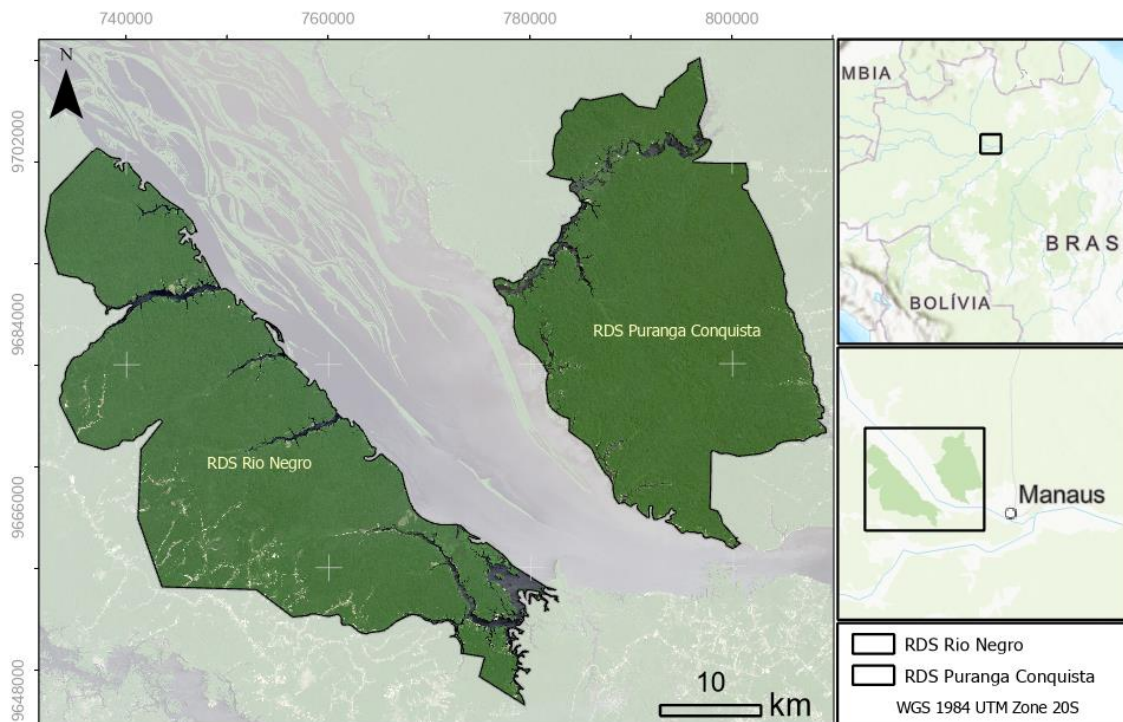 740000
760000
780000
800000
N
9702000
9684000
9666000
9648000
RDS Puranga Conquista
RDS Rio Negro
10
km
MBIA
BRAS
BOLÍVIA
Manaus
RDS Rio Negro
RDS Puranga Conquista
WGS 1984 UTM Zone 20S